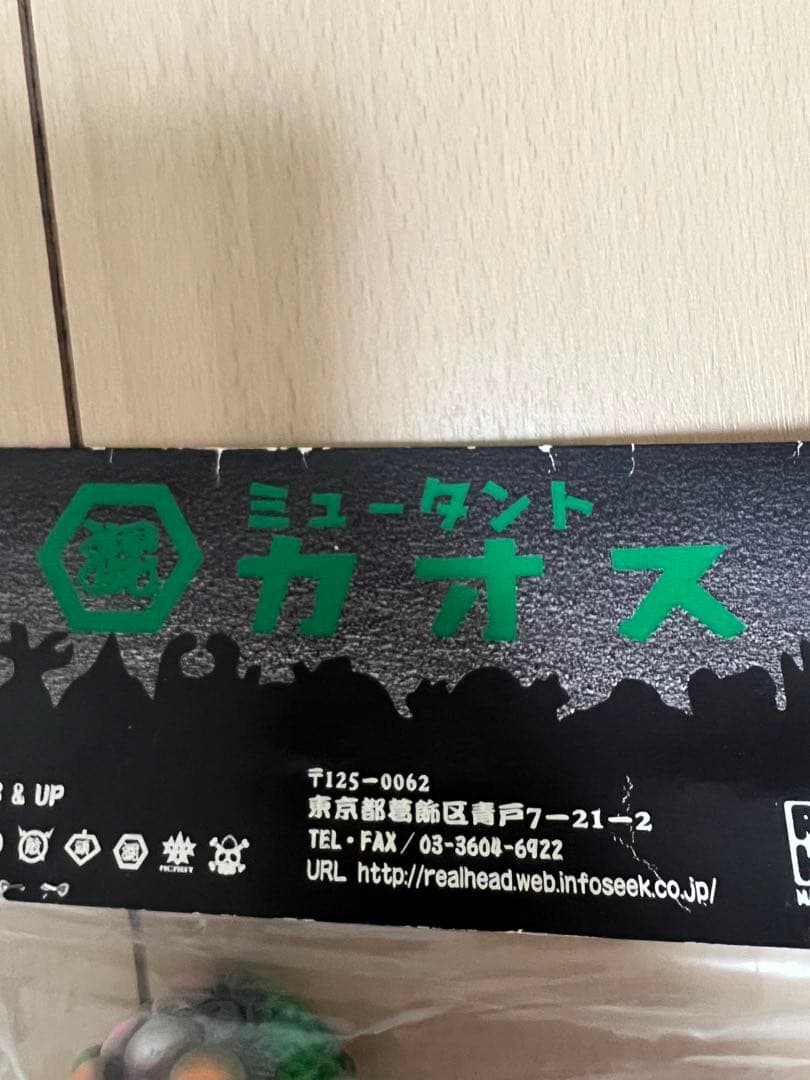 ミュータント
カオス
& UP
〒125-0062
東京都葛飾区青戸7-21-2
TEL・FAX/03-3604-6922
URL http://realhead.web.infoseek.co.jp/